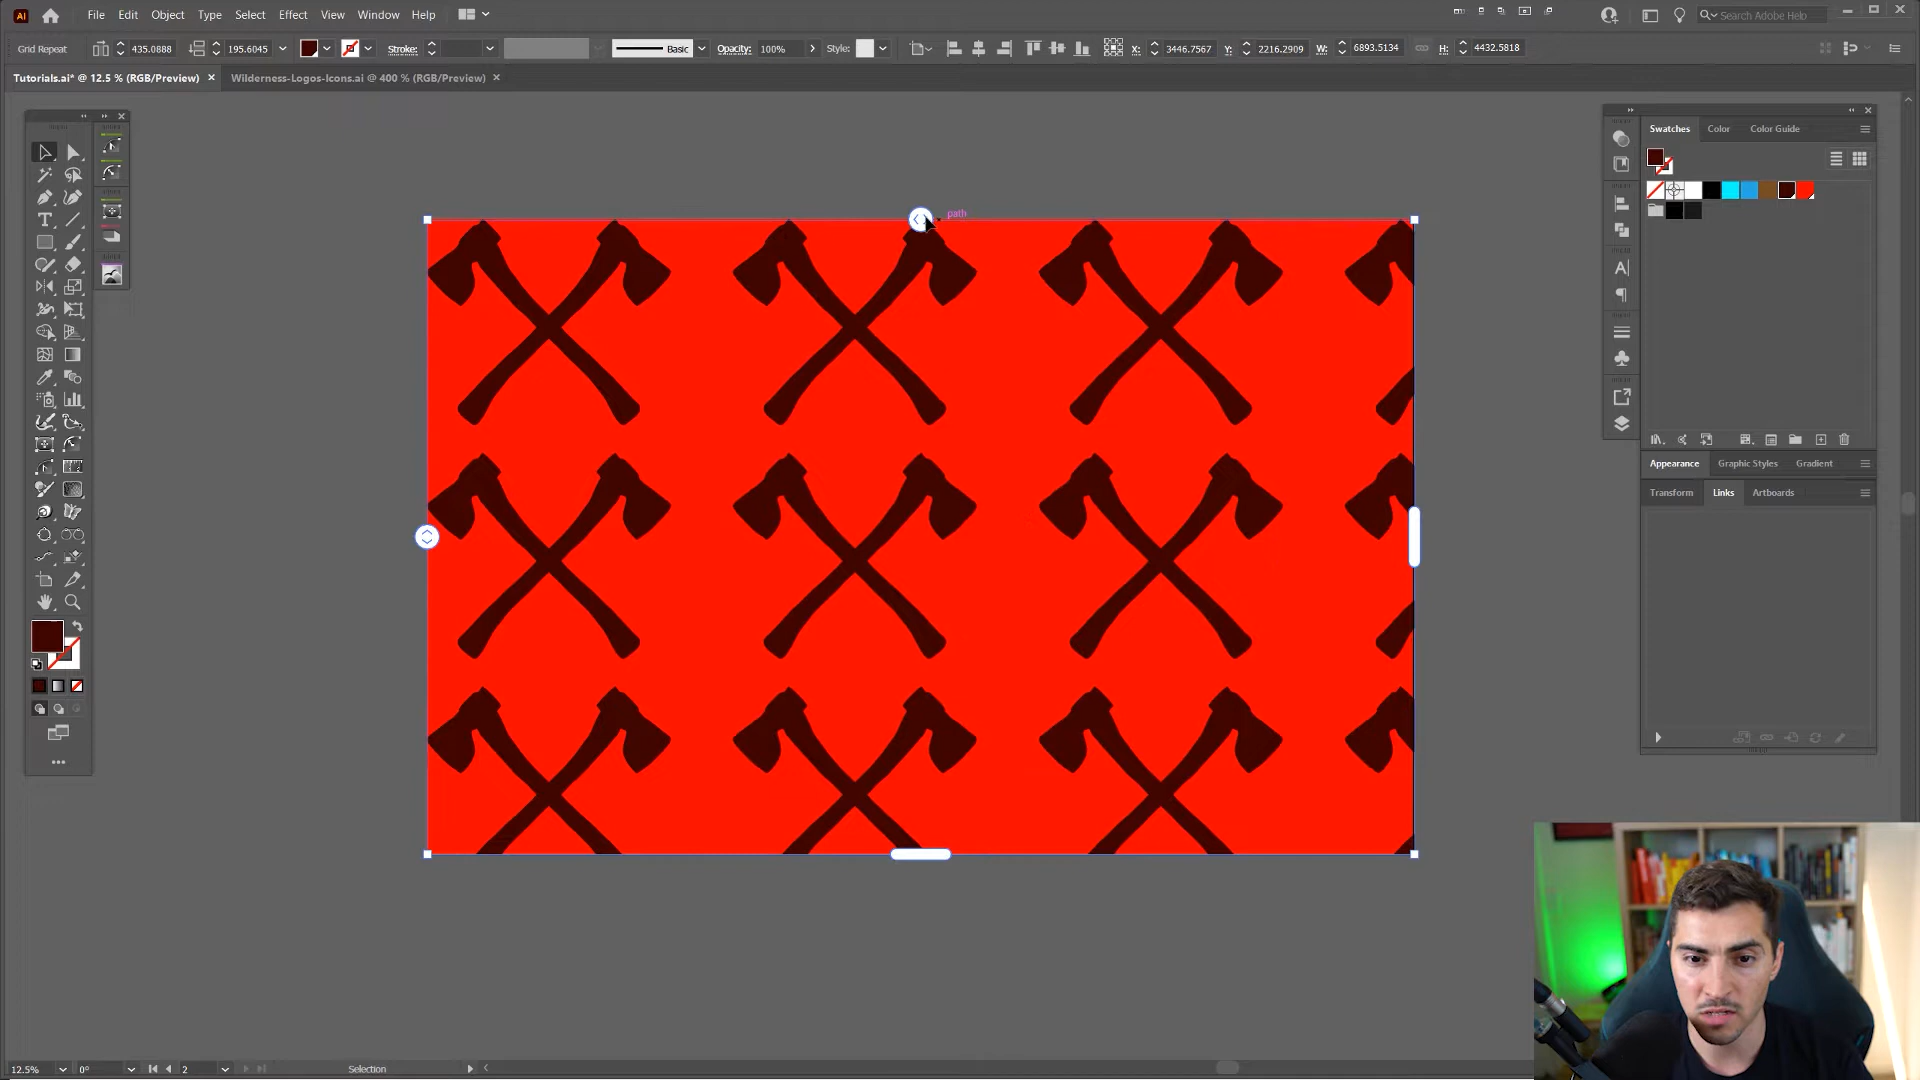 Ai File Edit Object Type Select Effect View Window Help Search Adobe Help
Grid Repeat 435.0888 195.6045 Stroke: Basic Opacity: 100% Style: X: 3446.7567 Y: 2216.2909 W: 6893.5134 H: 4432.5818
Tutorials.ai* @ 12.5 % (RGB/Preview) Wilderness-Logos-Icons.ai @ 400 % (RGB/Preview)
Swatches Color Color Guide
path
Appearance Graphic Styles Gradient
Transform Links Artboards
12.5% 0° 2 Selection